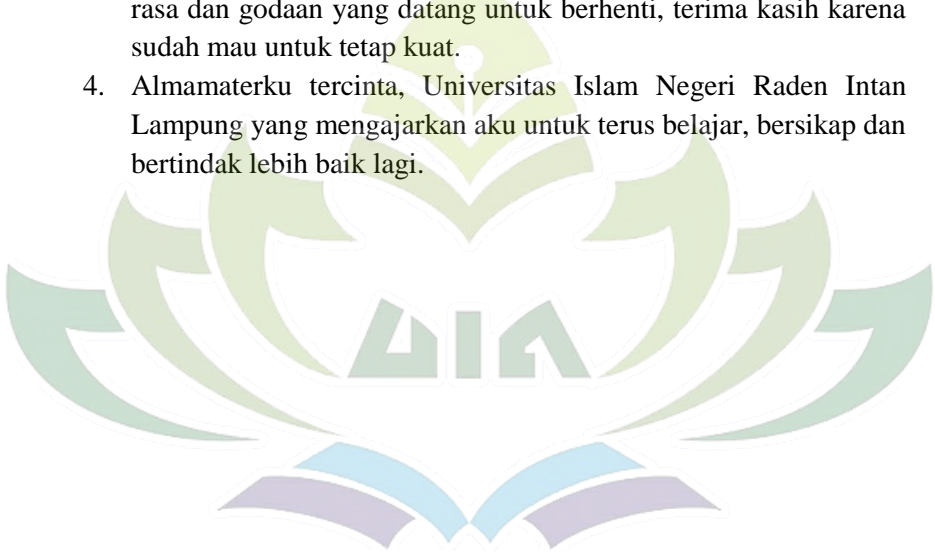 rasa dan godaan yang datang untuk berhenti, terima kasih karena
sudah mau untuk tetap kuat.
4. Almamaterku tercinta, Universitas Islam Negeri Raden Intan
Lampung yang mengajarkan aku untuk terus belajar, bersikap dan
bertindak lebih baik lagi.
UIN